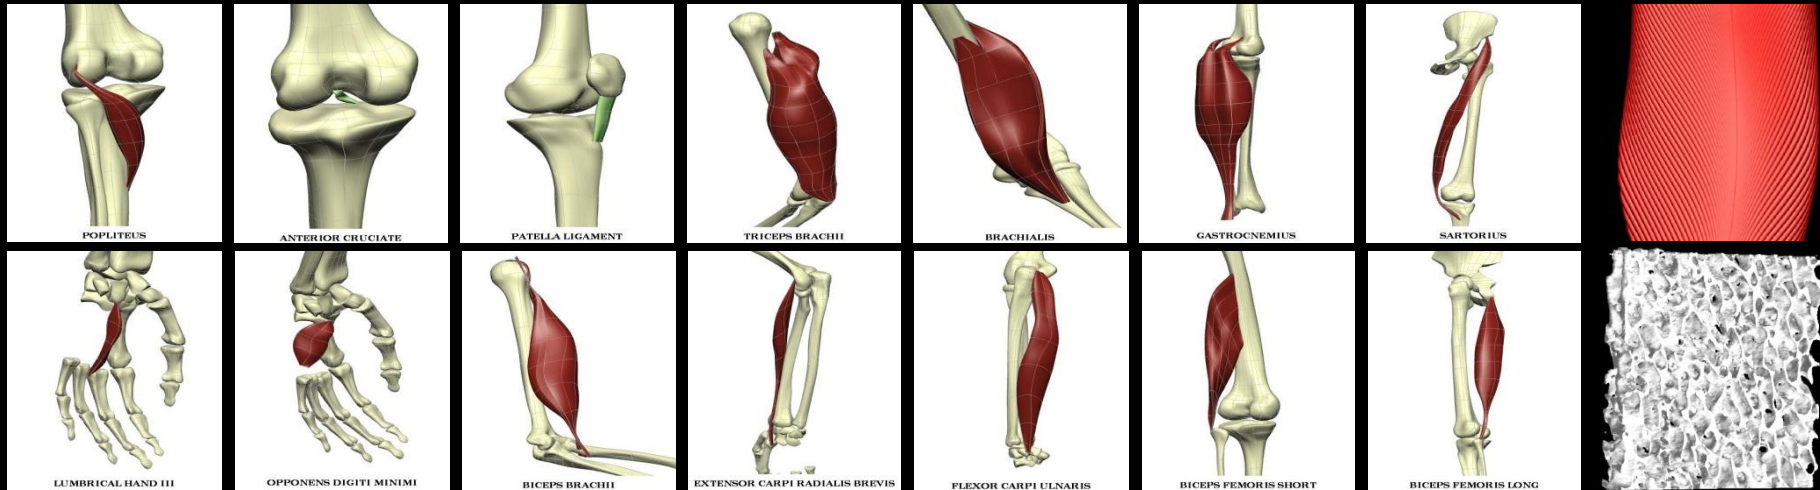 POPLITEUS
ANTERIOR CRUCIATE
PATELLA LIGAMENT
TRICEPS BRACHII
BRACHIALIS
GASTROCNEMIUS
SARTORIUS
LUMBRICAL HAND III
OPPONENS DIGITI MINIMI
BICEPS BRACHII
EXTENSOR CARPI RADIALIS BREVIS
FLEXOR CARPI ULNARIS
BICEPS FEMORIS SHORT
BICEPS FEMORIS LONG